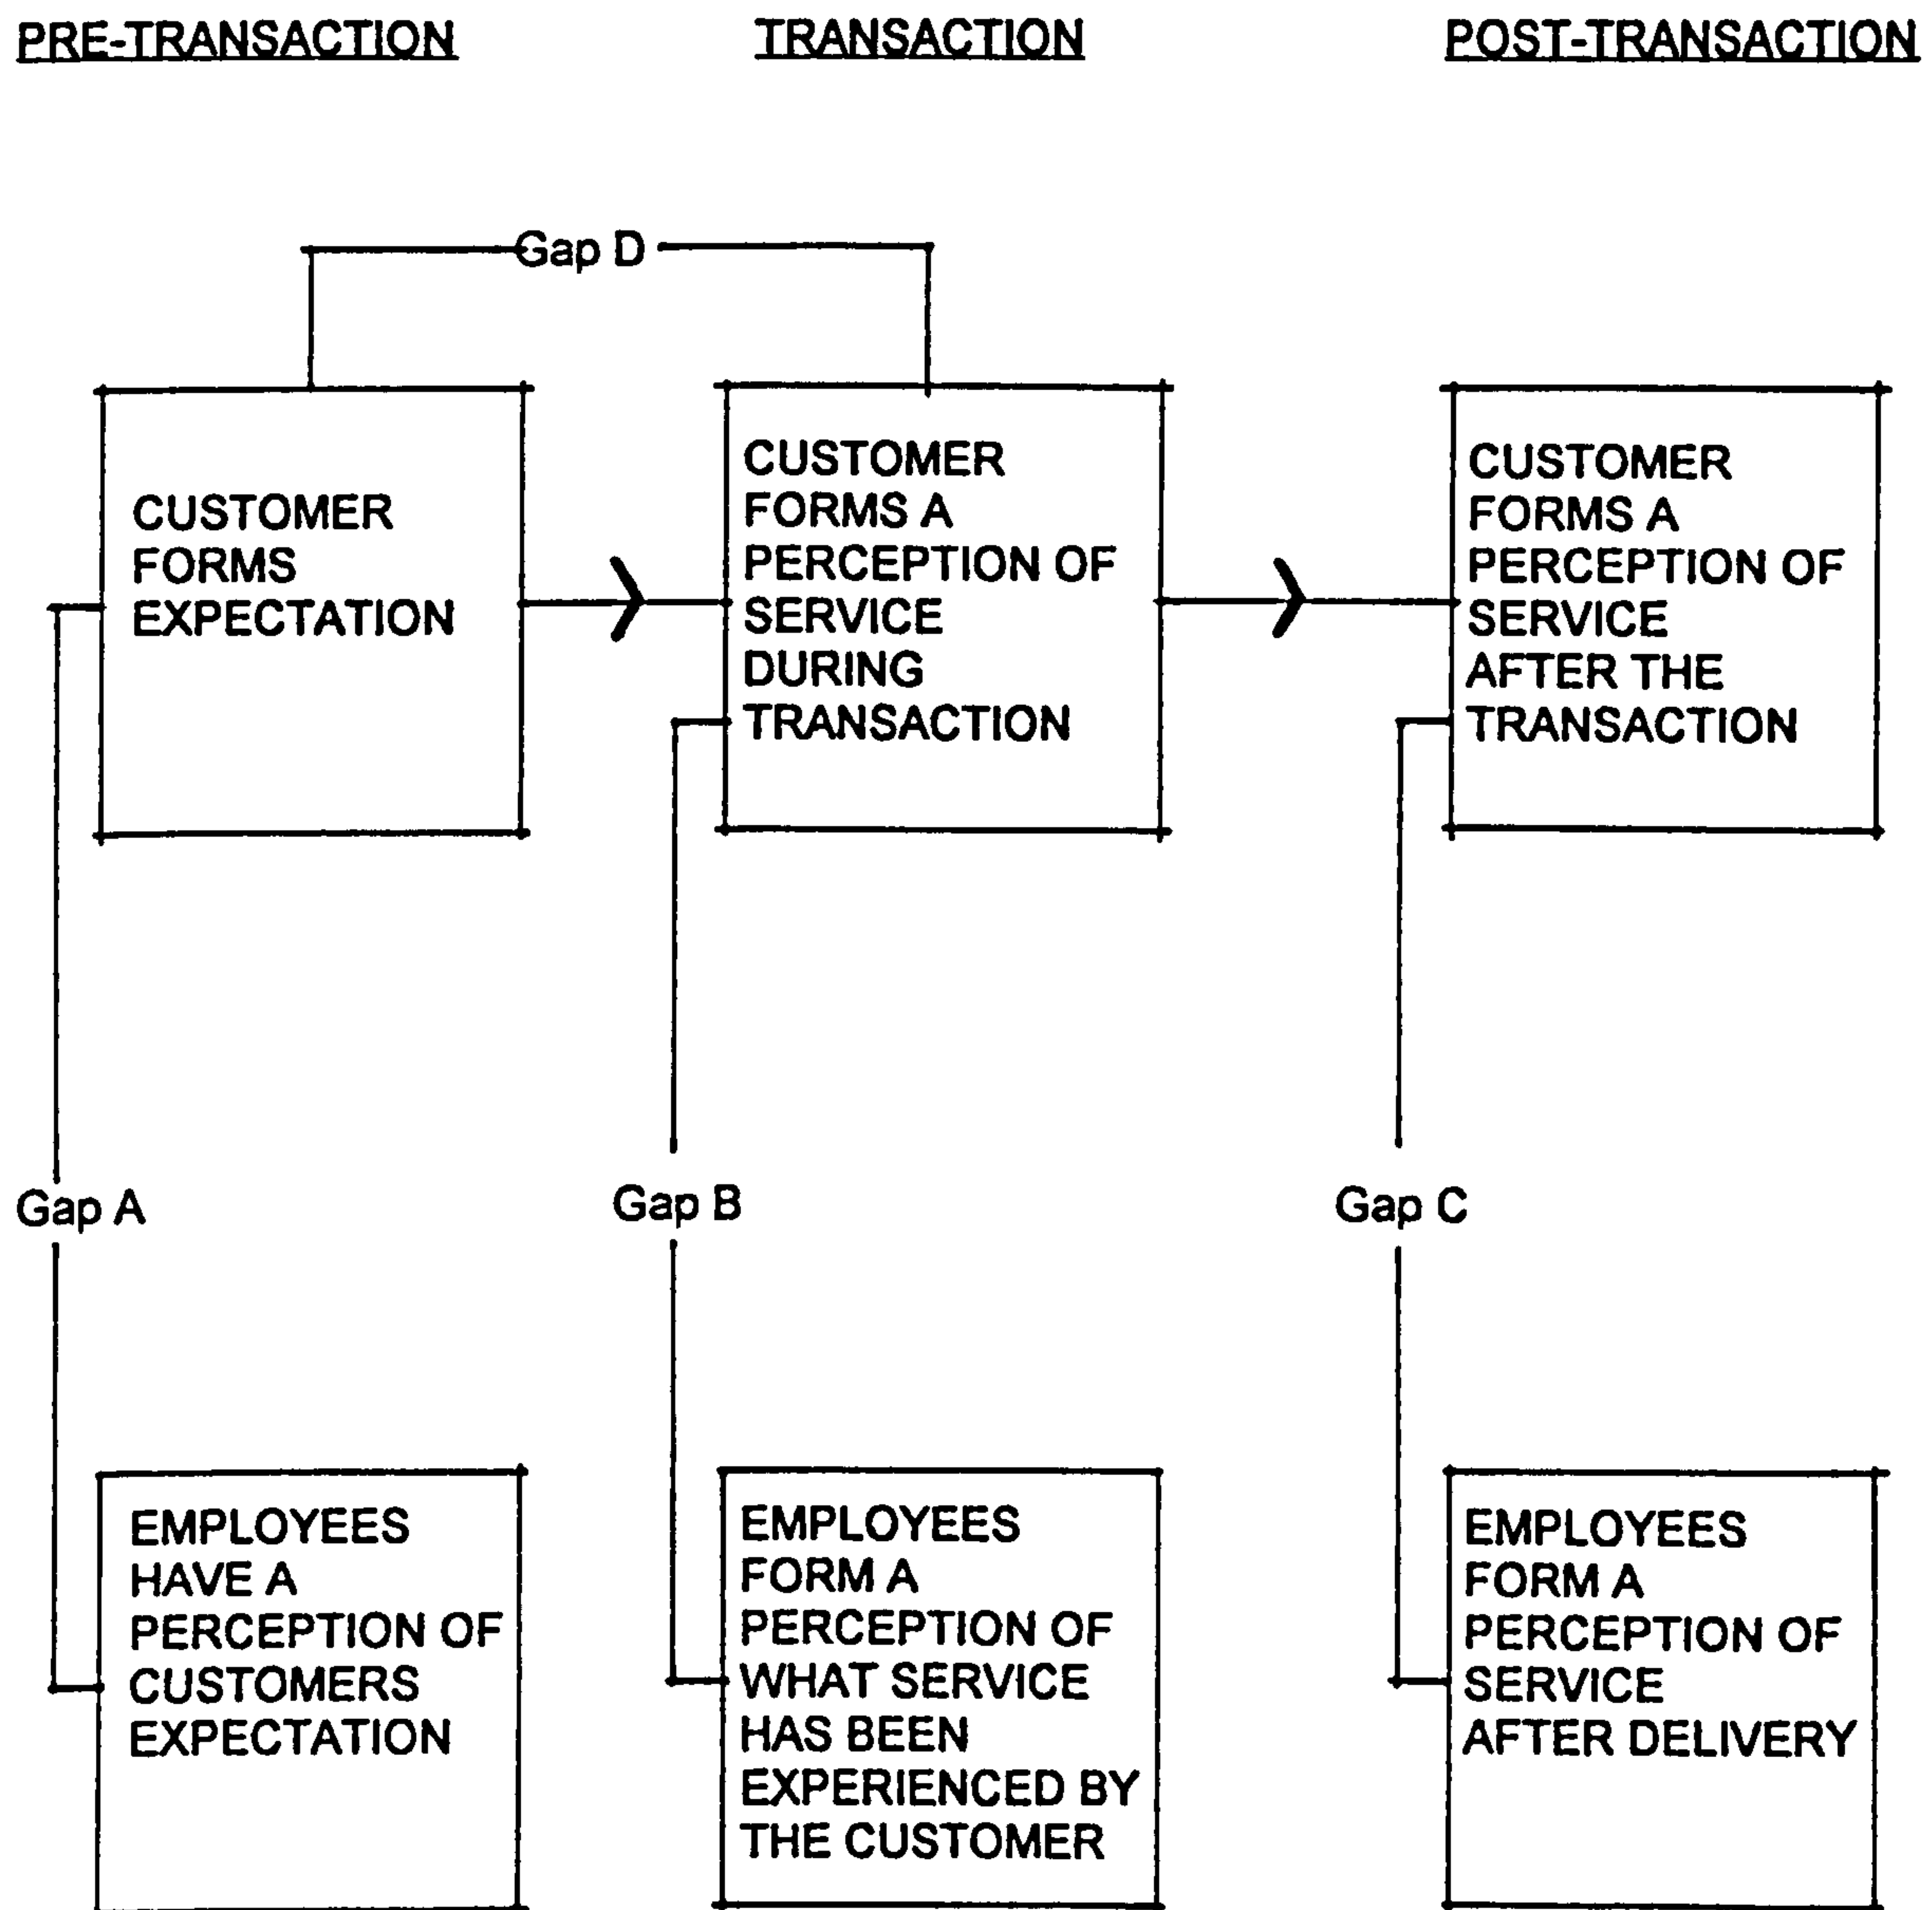 PRE-TRANSACTION
TRANSACTION
POST-TRANSACTION
Gap D
CUSTOMER
FORMS
EXPECTATION
CUSTOMER
FORMS A
PERCEPTION OF
SERVICE
DURING
TRANSACTION
CUSTOMER
FORMS A
PERCEPTION OF
SERVICE
AFTER THE
TRANSACTION
Gap A
Gap B
Gap C
EMPLOYEES
HAVE A
PERCEPTION OF
CUSTOMERS
EXPECTATION
EMPLOYEES
FORM A
PERCEPTION OF
WHAT SERVICE
HAS BEEN
EXPERIENCED BY
THE CUSTOMER
EMPLOYEES
FORM A
PERCEPTION OF
SERVICE
AFTER DELIVERY